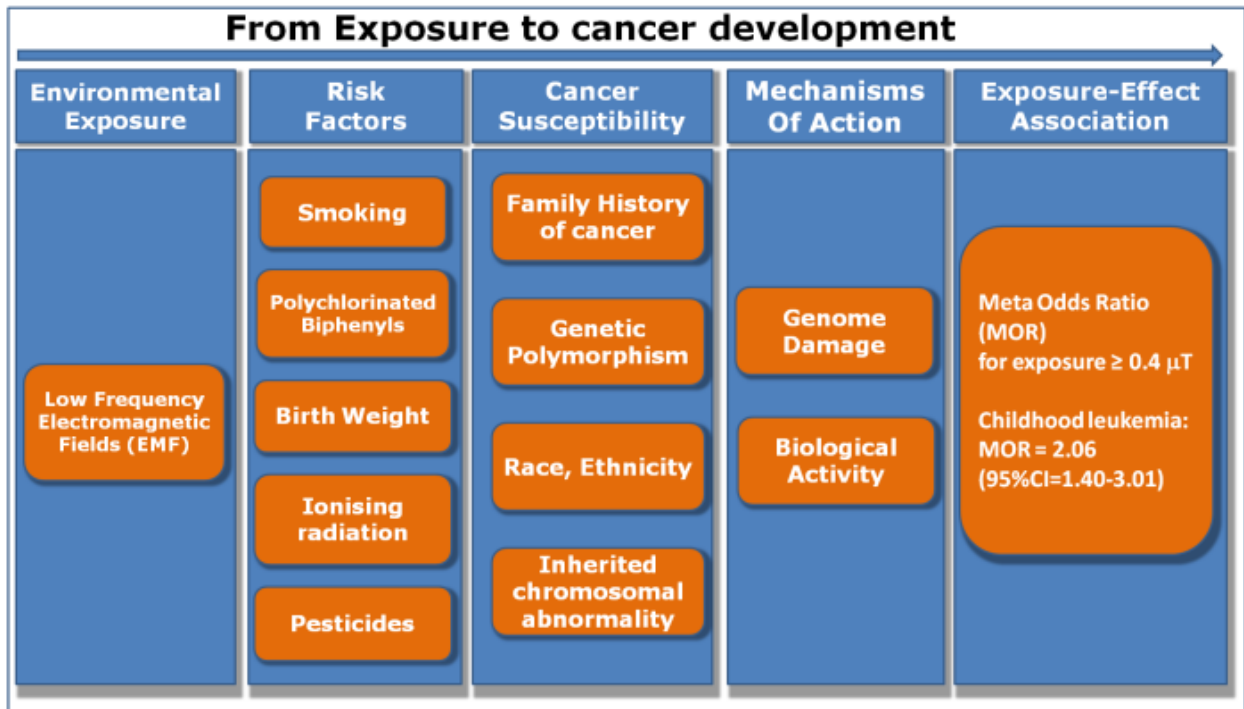 From Exposure to cancer development
Environmental
Exposure
Risk
Factors
Cancer
Susceptibility
Mechanisms
Of Action
Exposure-Effect
Association
Low Frequency
Electromagnetic
Fields (EMF)
Smoking
Polychlorinated
Biphenyls
Birth Weight
Ionising
radiation
Pesticides
Family History
of cancer
Genetic
Polymorphism
Race, Ethnicity
Inherited
chromosomal
abnormality
Genome
Damage
Biological
Activity
Meta Odds Ratio
(MOR)
for exposure ≥ 0.4 μT
Childhood leukemia:
MOR = 2.06
(95%CI=1.40-3.01)